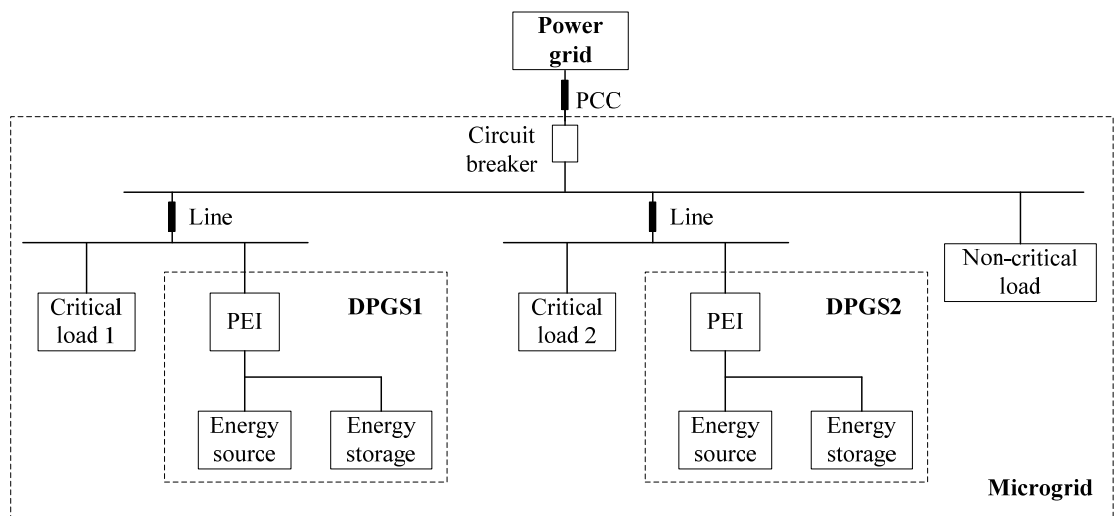 Power
grid
PCC
Circuit
breaker
Line
Line
Critical
load 1
PEI
DPGS1
Critical
load 2
PEI
DPGS2
Non-critical
load
Energy
source
Energy
storage
Energy
source
Energy
storage
Microgrid